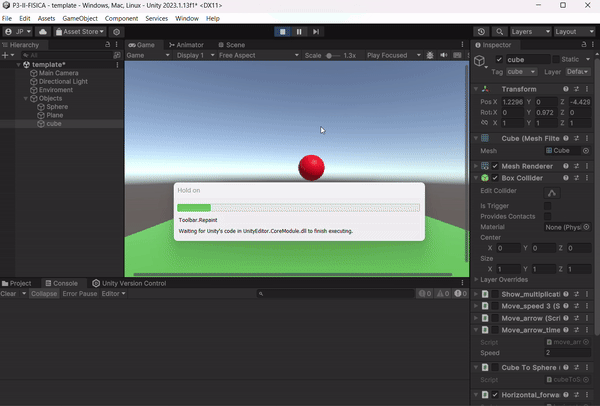 P3-II-FISICA - template - Windows, Mac, Linux - Unity 2023.1.13f1* <DX11>
File Edit Assets GameObject Component Services Window Help
JP Asset Store Layers Layout
Hierarchy Game Animator Scene Inspector
All Game Display 1 Free Aspect Scale 1.3x Play Focused
template*
Main Camera
Directional Light
Enviroment
Objects
Sphere
Plane
cube
cube Static
Tag cube Layer Defau
Transform
Pos X 1.2296 Y 0 Z -4.429
Rot X 0 Y 0.972 Z 0
X 1 Y 1 Z 1
Cube (Mesh Filte
Mesh Cube
Mesh Renderer
Box Collider
Edit Collider
Is Trigger
Provides Contacts
Material None (Physi
Center
X 0 Y 0 Z 0
Size
X 1 Y 1 Z 1
Layer Overrides
Hold on
Toolbar.Repaint
Waiting for Unity's code in UnityEditor.CoreModule.dll to finish executing.
Project Console Unity Version Control
Clear Collapse Error Pause Editor 0 0 0
Show_multiplicati
Move_speed 3 (S
Move_arrow (Scri
Move_arrow_time
Script move_arr
Speed 2
Cube To Sphere
Script cubeToS
Horizontal_forwa